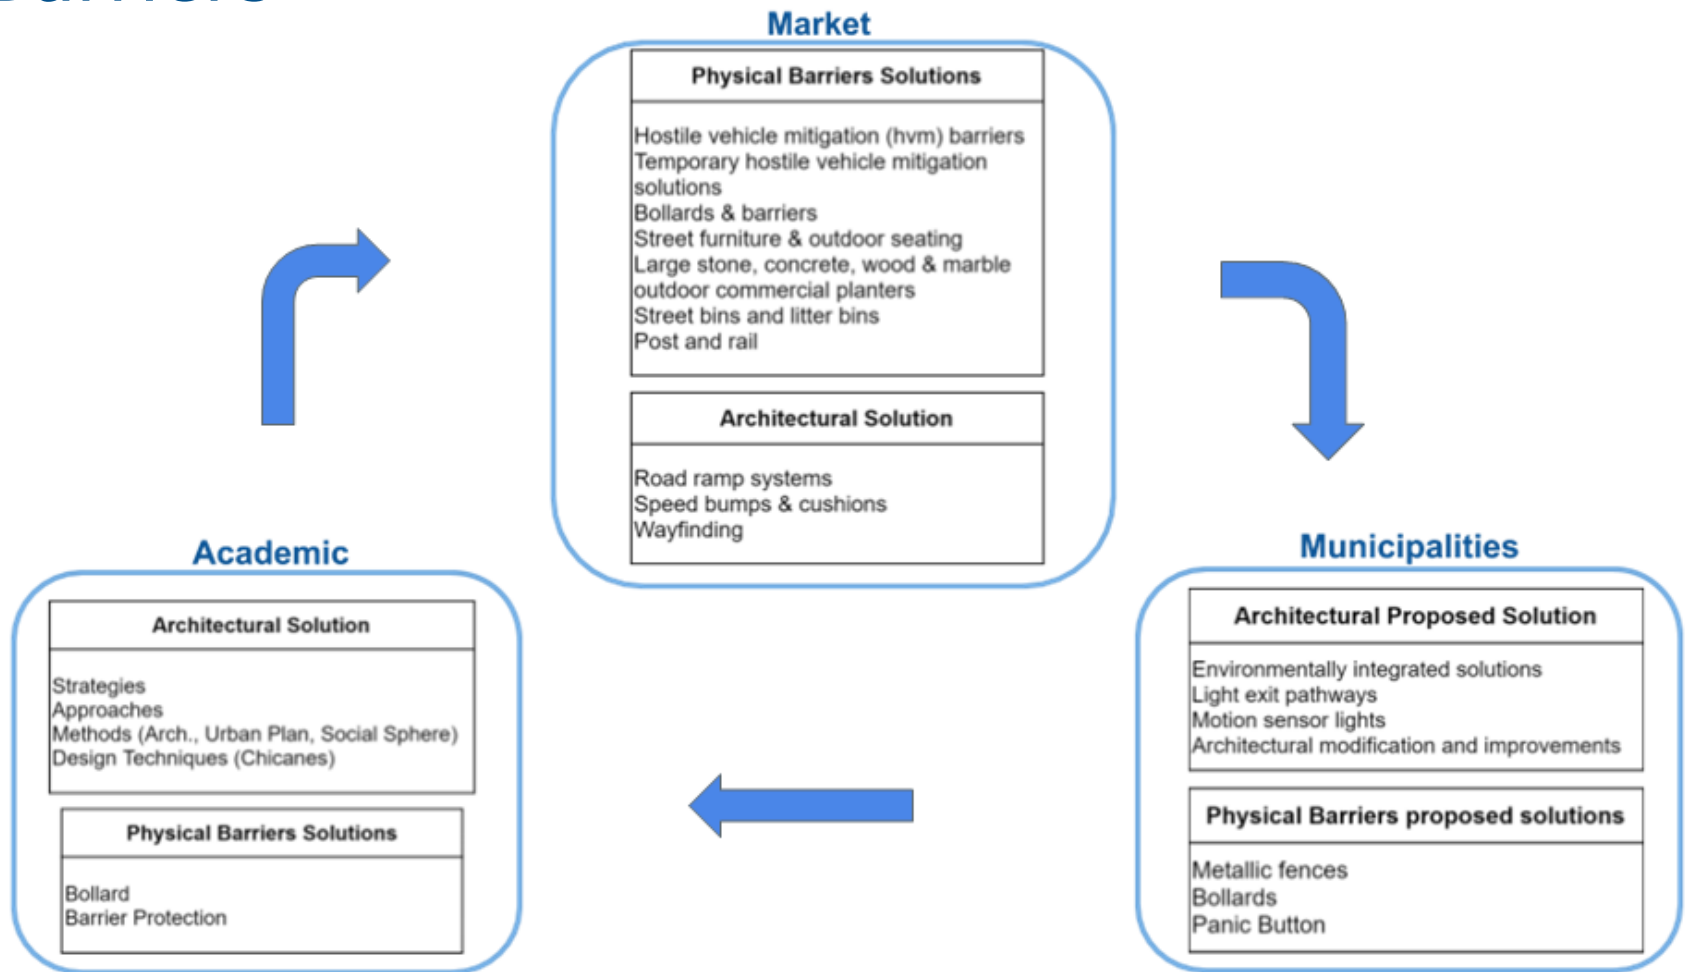 Market
Physical Barriers Solutions
Hostile vehicle mitigation (hvm) barriers
Temporary hostile vehicle mitigation
solutions
Bollards & barriers
Street furniture & outdoor seating
Large stone, concrete, wood & marble
outdoor commercial planters
Street bins and litter bins
Post and rail
Architectural Solution
Road ramp systems
Speed bumps & cushions
Wayfinding
Academic
Architectural Solution
Strategies
Approaches
Methods (Arch., Urban Plan, Social Sphere)
Design Techniques (Chicanes)
Physical Barriers Solutions
Bollard
Barrier Protection
Municipalities
Architectural Proposed Solution
Environmentally integrated solutions
Light exit pathways
Motion sensor lights
Architectural modification and improvements
Physical Barriers proposed solutions
Metallic fences
Bollards
Panic Button